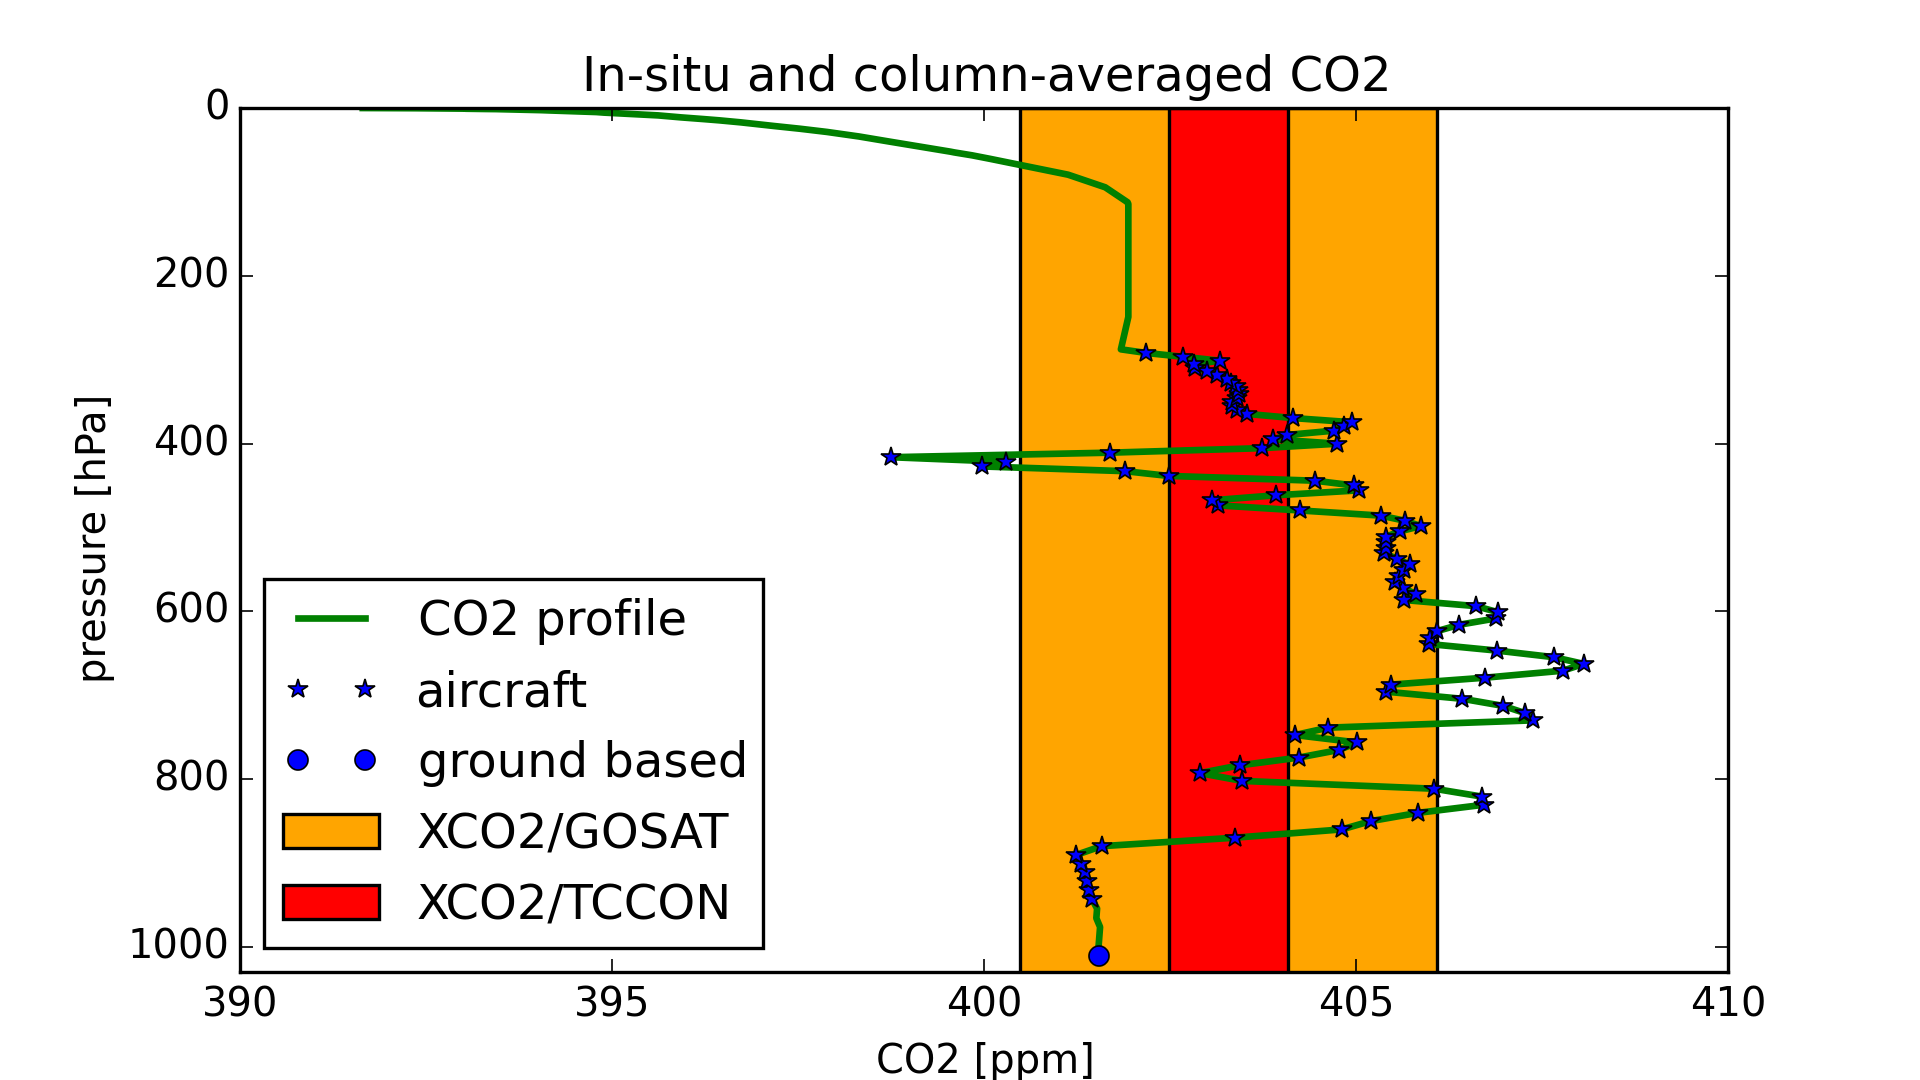 In-situ and column-averaged CO2
0
200
400
600
800
1000
pressure [hPa]
CO2 profile
aircraft
ground based
XCO2/GOSAT
XCO2/TCCON
390 395 400 405 410
CO2 [ppm]